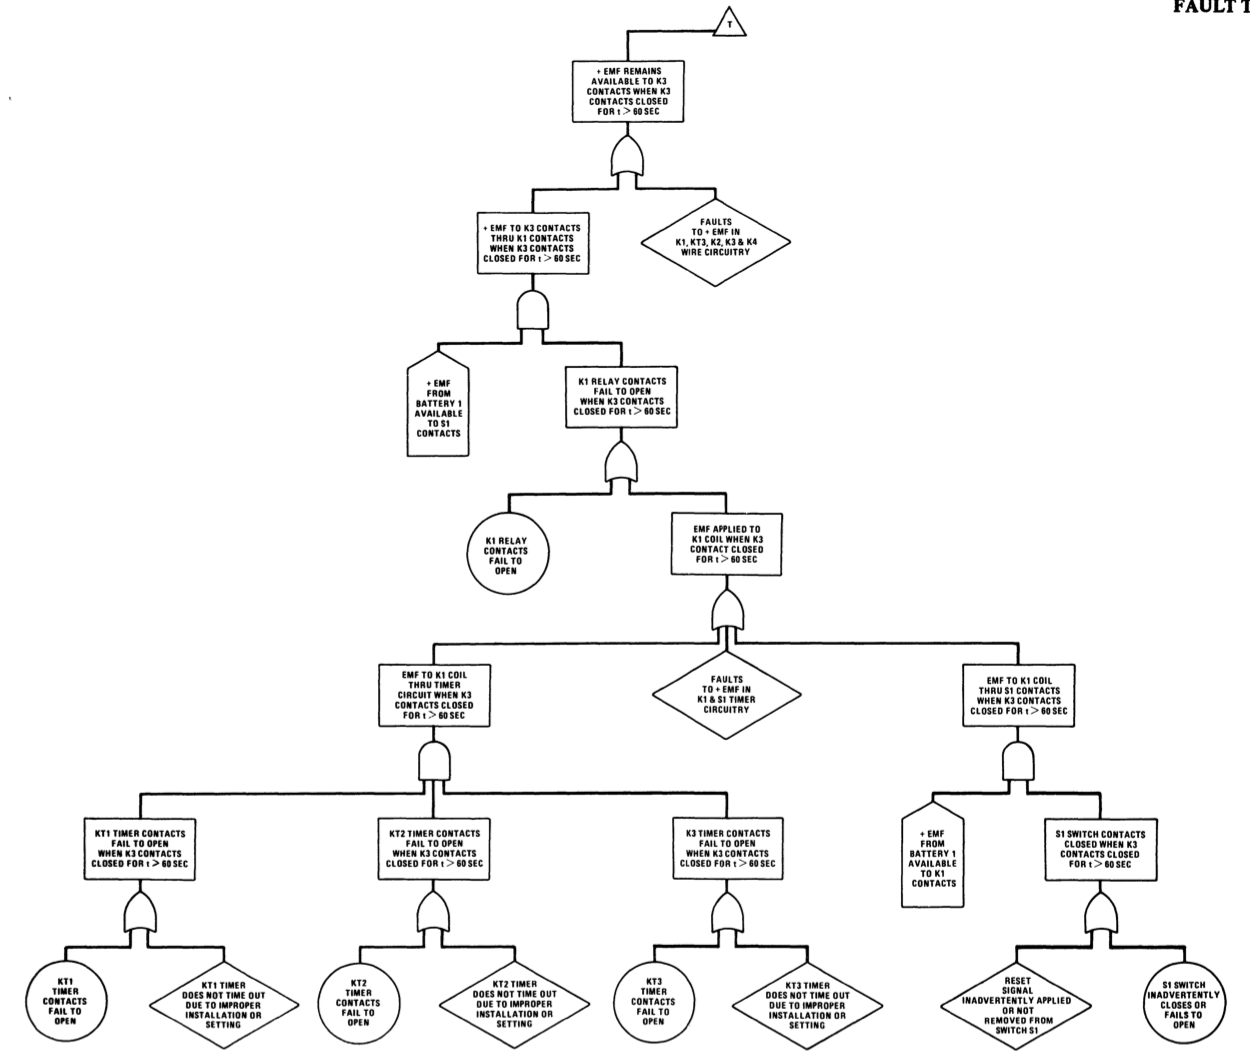 FAULT T
T
+ EMF REMAINS
AVAILABLE TO K3
CONTACTS WHEN K3
CONTACTS CLOSED
FOR t > 60 SEC
+ EMF TO K3 CONTACTS
THRU K1 CONTACTS
WHEN K3 CONTACTS
CLOSED FOR t > 60 SEC
FAULTS
TO + EMF IN
K1, KT3, K2, K3 & K4
WIRE CIRCUITRY
+ EMF
FROM
BATTERY 1
AVAILABLE
TO S1
CONTACTS
K1 RELAY CONTACTS
FAIL TO OPEN
WHEN K3 CONTACTS
CLOSED FOR t > 60 SEC
K1 RELAY
CONTACTS
FAIL TO
OPEN
EMF APPLIED TO
K1 COIL WHEN K3
CONTACT CLOSED
FOR t > 60 SEC
EMF TO K1 COIL
THRU TIMER
CIRCUIT WHEN K3
CONTACTS CLOSED
FOR t > 60 SEC
FAULTS
TO + EMF IN
K1 & S1 TIMER
CIRCUITRY
EMF TO K1 COIL
THRU S1 CONTACTS
WHEN K3 CONTACTS
CLOSED FOR t > 60 SEC
KT1 TIMER CONTACTS
FAIL TO OPEN
WHEN K3 CONTACTS
CLOSED FOR t > 60 SEC
KT2 TIMER CONTACTS
FAIL TO OPEN
WHEN K3 CONTACTS
CLOSED FOR t > 60 SEC
K3 TIMER CONTACTS
FAIL TO OPEN
WHEN K3 CONTACTS
CLOSED FOR t > 60 SEC
+ EMF
FROM
BATTERY 1
AVAILABLE
TO K1
CONTACTS
S1 SWITCH CONTACTS
CLOSED WHEN K3
CONTACTS CLOSED
FOR t > 60 SEC
KT1
TIMER
CONTACTS
FAIL TO
OPEN
KT1 TIMER
DOES NOT TIME OUT
DUE TO IMPROPER
INSTALLATION OR
SETTING
KT2
TIMER
CONTACTS
FAIL TO
OPEN
KT2 TIMER
DOES NOT TIME OUT
DUE TO IMPROPER
INSTALLATION OR
SETTING
KT3
TIMER
CONTACTS
FAIL TO
OPEN
KT3 TIMER
DOES NOT TIME OUT
DUE TO IMPROPER
INSTALLATION OR
SETTING
RESET
SIGNAL
INADVERTENTLY APPLIED
OR NOT
REMOVED FROM
SWITCH S1
S1 SWITCH
INADVERTENTLY
CLOSES OR
FAILS TO
OPEN